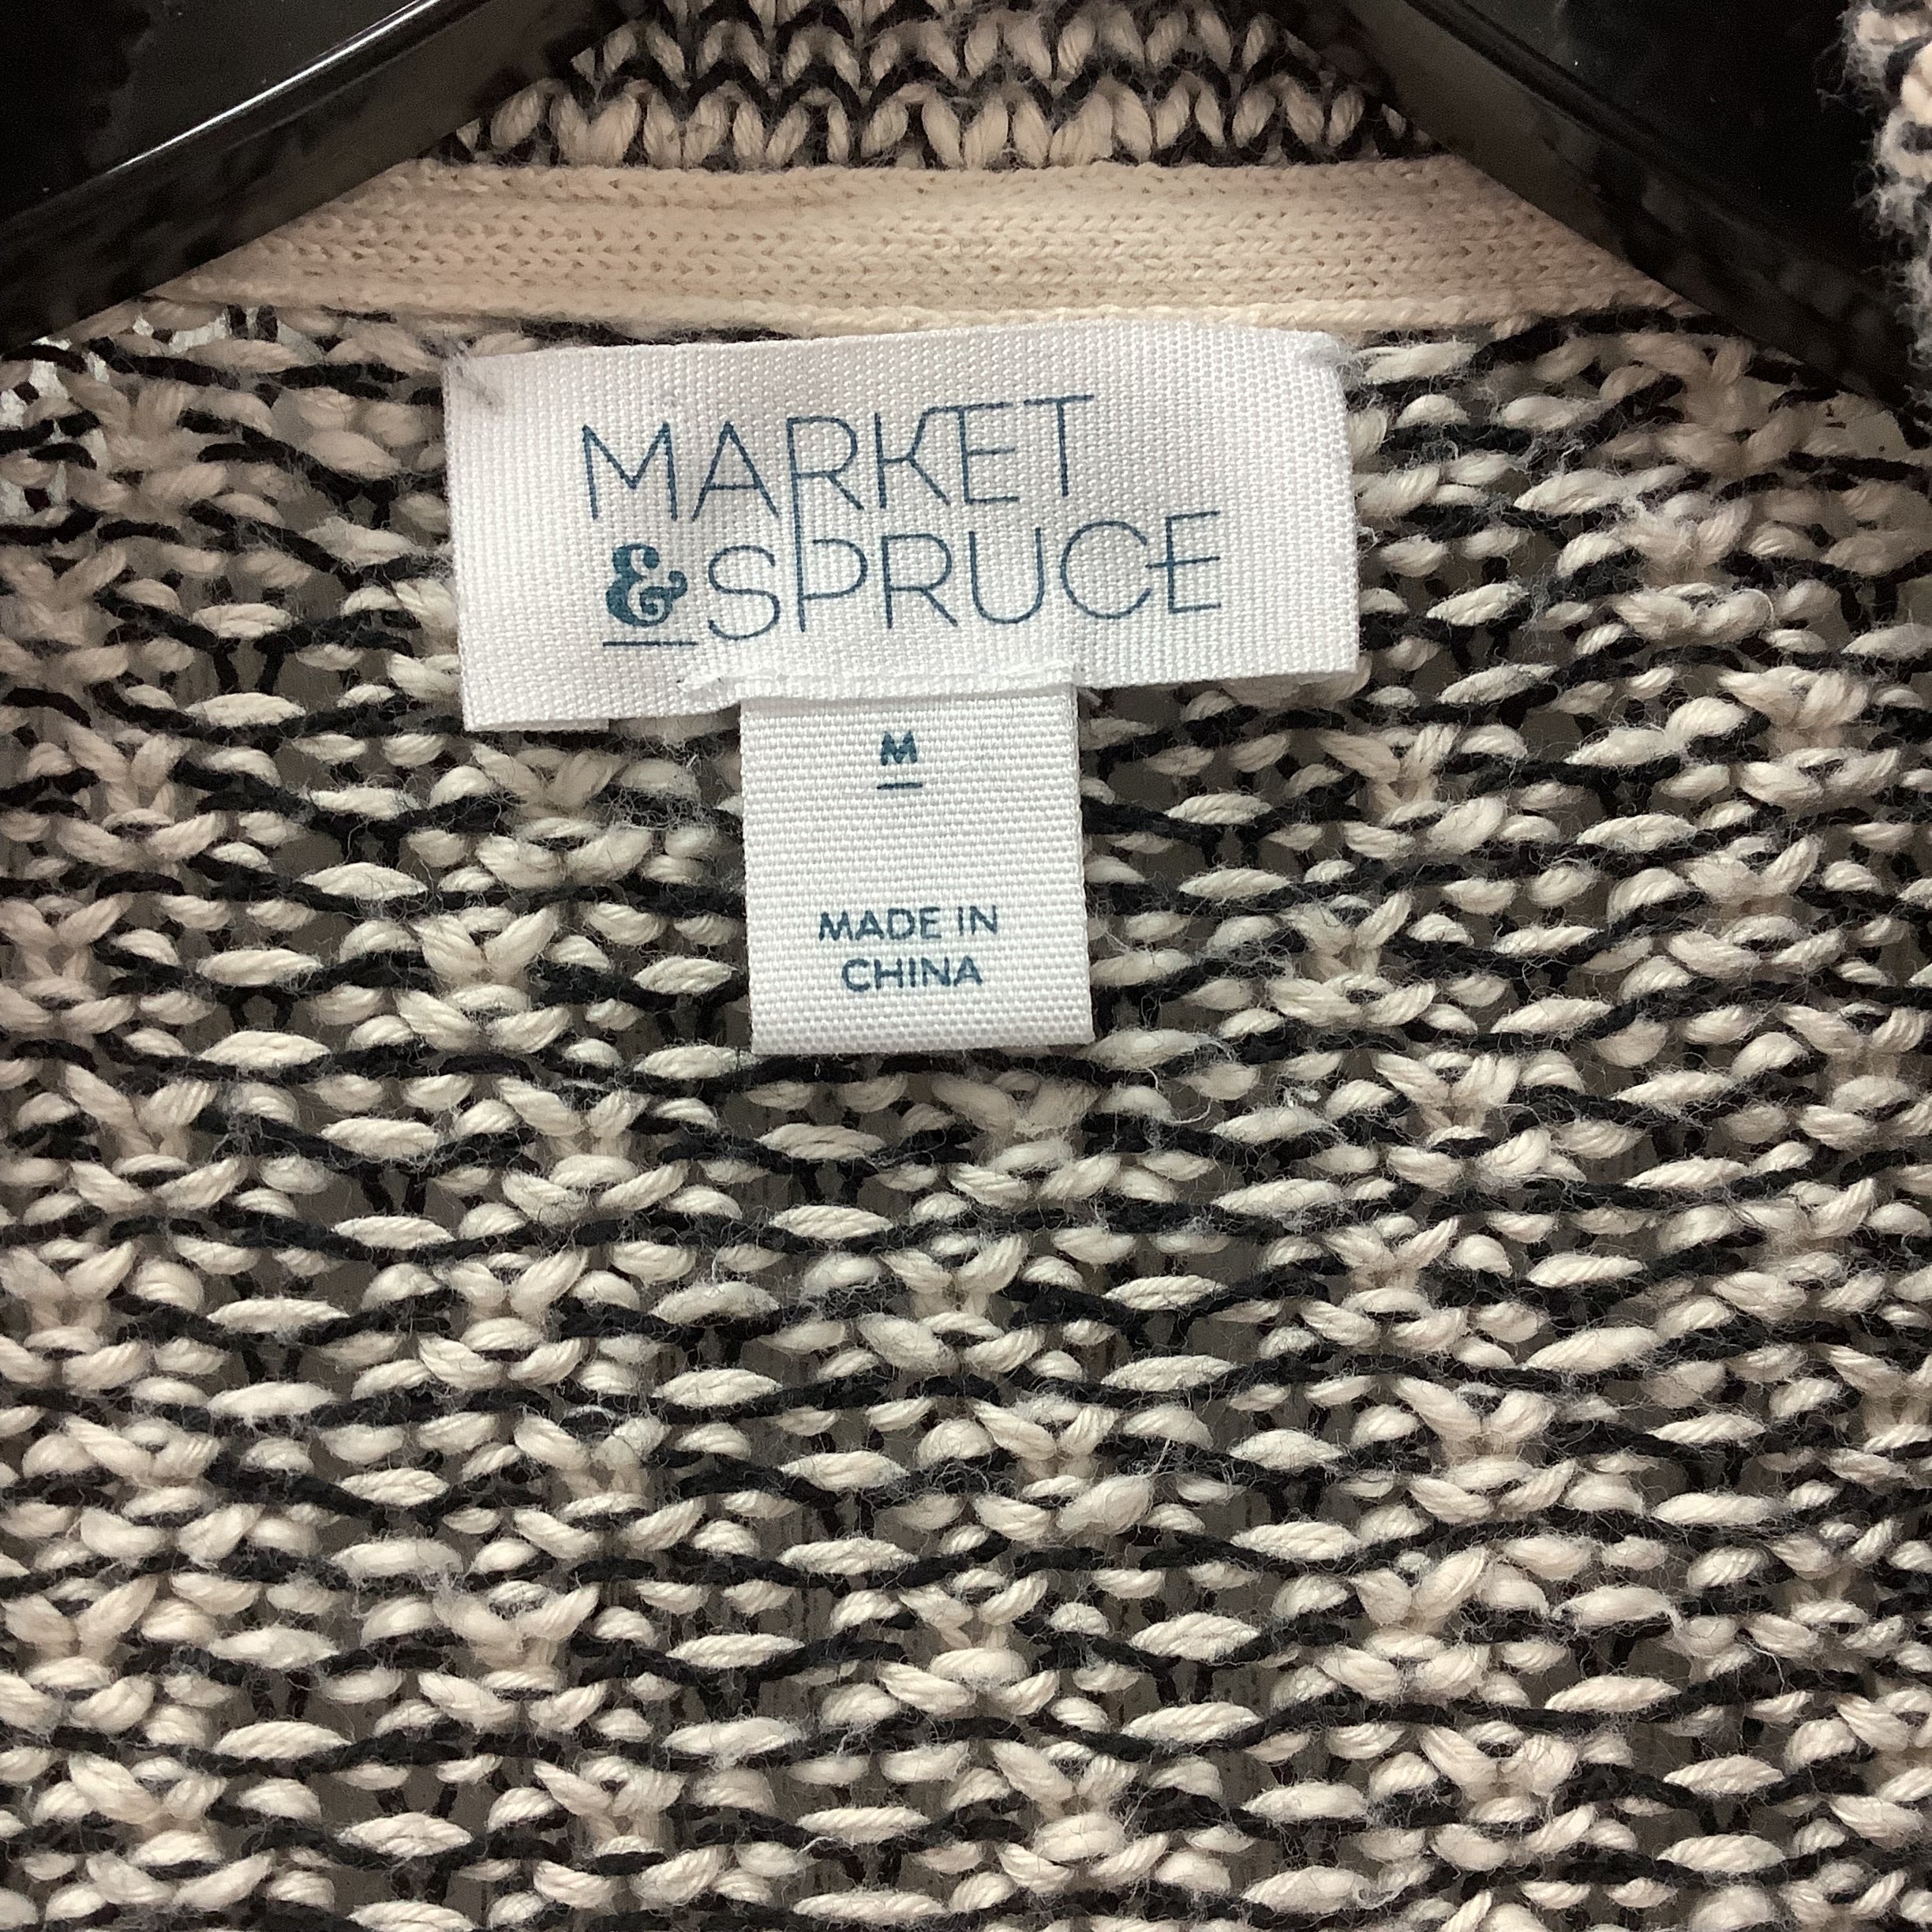 MARKET
& SPRUCE
M
MADE IN
CHINA